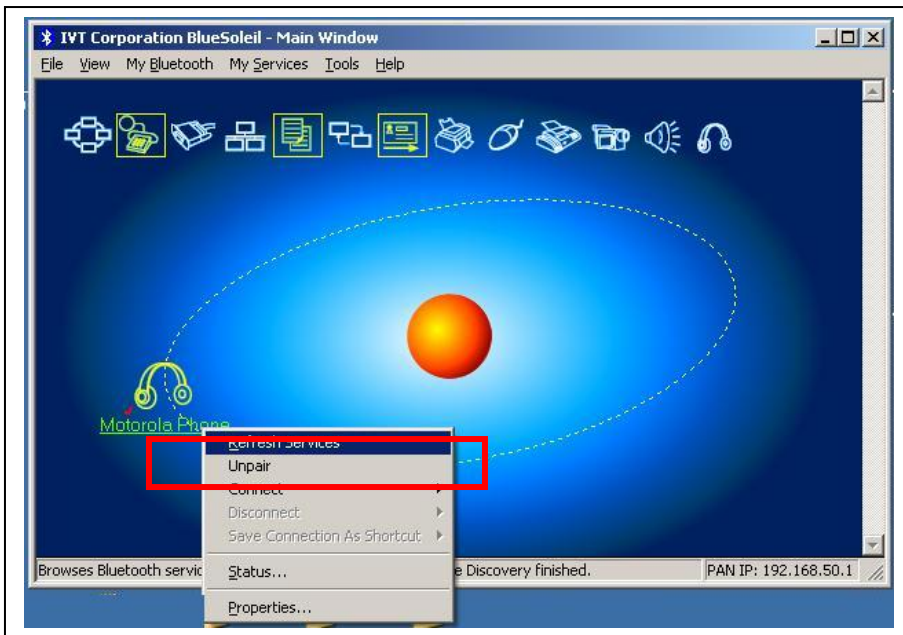 IVT Corporation BlueSoleil - Main Window
File View My Bluetooth My Services Tools Help
Motorola Phone
Refresh Services
Unpair
Connect
Disconnect
Save Connection As Shortcut
Browses Bluetooth servic
e Discovery finished.
PAN IP: 192.168.50.1
Status...
Properties...